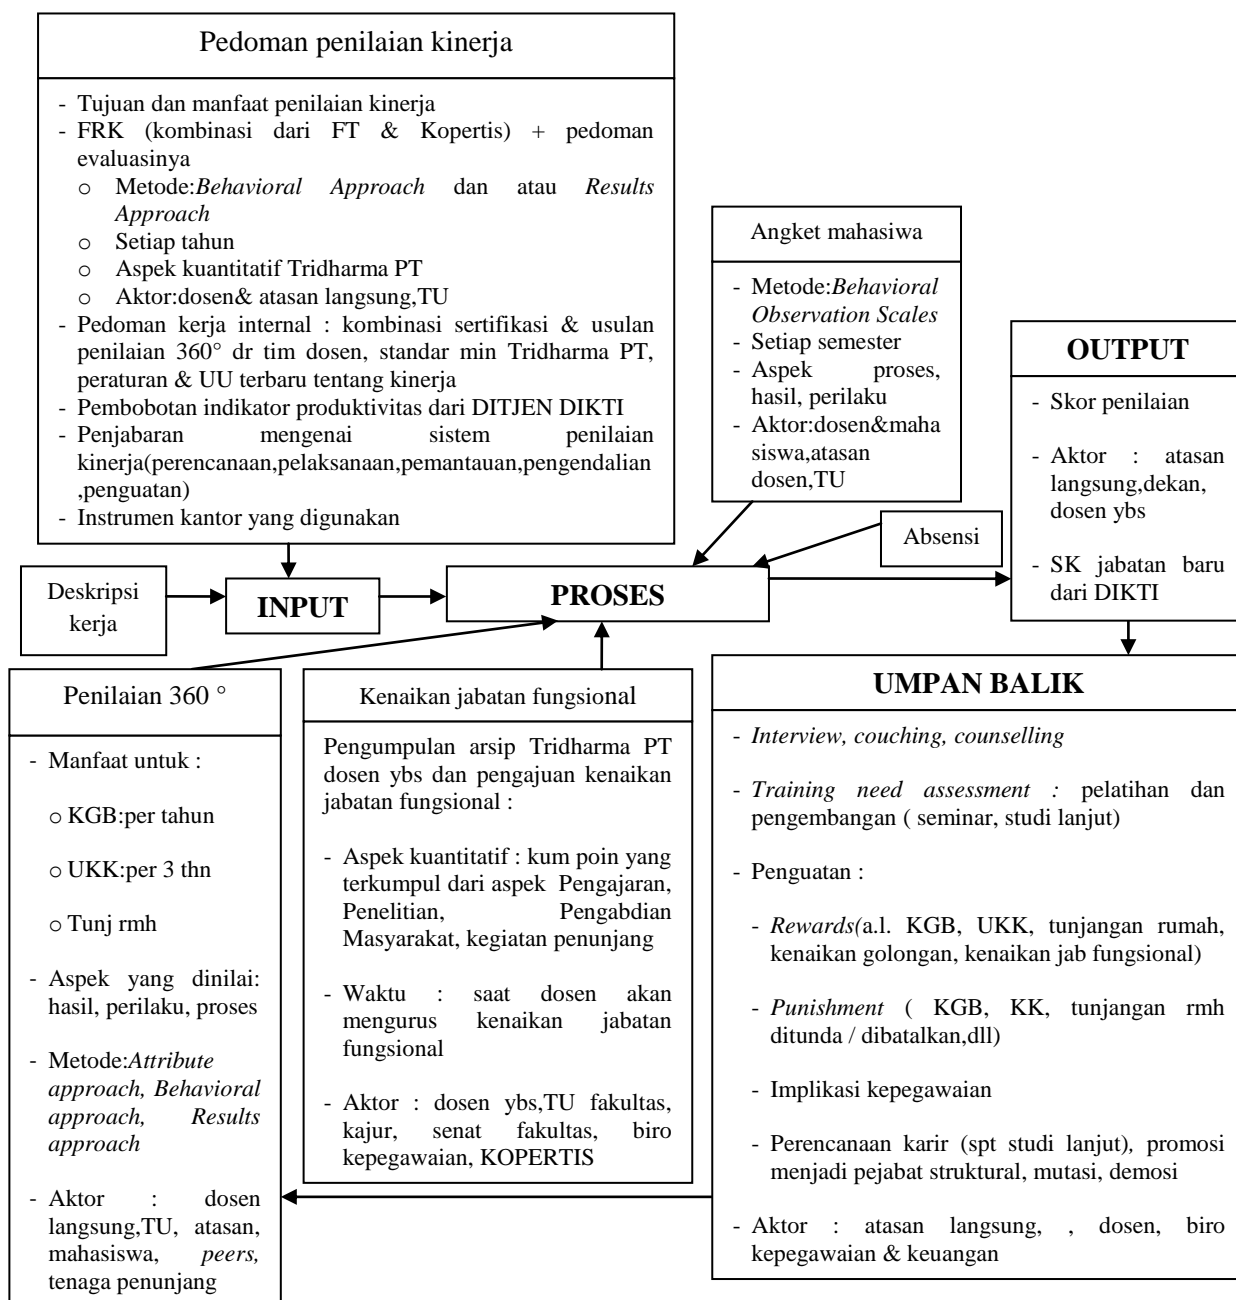 Pedoman penilaian kinerja
- Tujuan dan manfaat penilaian kinerja
- FRK (kombinasi dari FT & Kopertis) + pedoman
evaluasinya
o Metode:Behavioral Approach dan atau Results
Approach
o Setiap tahun
o Aspek kuantitatif Tridharma PT
o Aktor:dosen& atasan langsung,TU
- Pedoman kerja internal : kombinasi sertifikasi & usulan
penilaian 360° dr tim dosen, standar min Tridharma PT,
peraturan & UU terbaru tentang kinerja
- Pembobotan indikator produktivitas dari DITJEN DIKTI
- Penjabaran mengenai sistem penilaian
kinerja(perencanaan,pelaksanaan,pemantauan,pengendalian
,penguatan)
- Instrumen kantor yang digunakan
Angket mahasiwa
- Metode:Behavioral
Observation Scales
- Setiap semester
- Aspek proses,
hasil, perilaku
- Aktor:dosen&maha
siswa,atasan
dosen,TU
OUTPUT
- Skor penilaian
- Aktor : atasan
langsung,dekan,
dosen ybs
- SK jabatan baru
dari DIKTI
Absensi
Deskripsi
kerja
INPUT
PROSES
Penilaian 360 °
- Manfaat untuk :
o KGB:per tahun
o UKK:per 3 thn
o Tunj rmh
- Aspek yang dinilai:
hasil, perilaku, proses
- Metode:Attribute
approach, Behavioral
approach, Results
approach
- Aktor : dosen
langsung,TU, atasan,
mahasiswa, peers,
tenaga penunjang
Kenaikan jabatan fungsional
Pengumpulan arsip Tridharma PT
dosen ybs dan pengajuan kenaikan
jabatan fungsional :
- Aspek kuantitatif : kum poin yang
terkumpul dari aspek Pengajaran,
Penelitian, Pengabdian
Masyarakat, kegiatan penunjang
- Waktu : saat dosen akan
mengurus kenaikan jabatan
fungsional
- Aktor : dosen ybs,TU fakultas,
kajur, senat fakultas, biro
kepegawaian, KOPERTIS
UMPAN BALIK
- Interview, couching, counselling
- Training need assessment : pelatihan dan
pengembangan ( seminar, studi lanjut)
- Penguatan :
- Rewards(a.l. KGB, UKK, tunjangan rumah,
kenaikan golongan, kenaikan jab fungsional)
- Punishment ( KGB, KK, tunjangan rmh
ditunda / dibatalkan,dll)
- Implikasi kepegawaian
- Perencanaan karir (spt studi lanjut), promosi
menjadi pejabat struktural, mutasi, demosi
- Aktor : atasan langsung, , dosen, biro
kepegawaian & keuangan